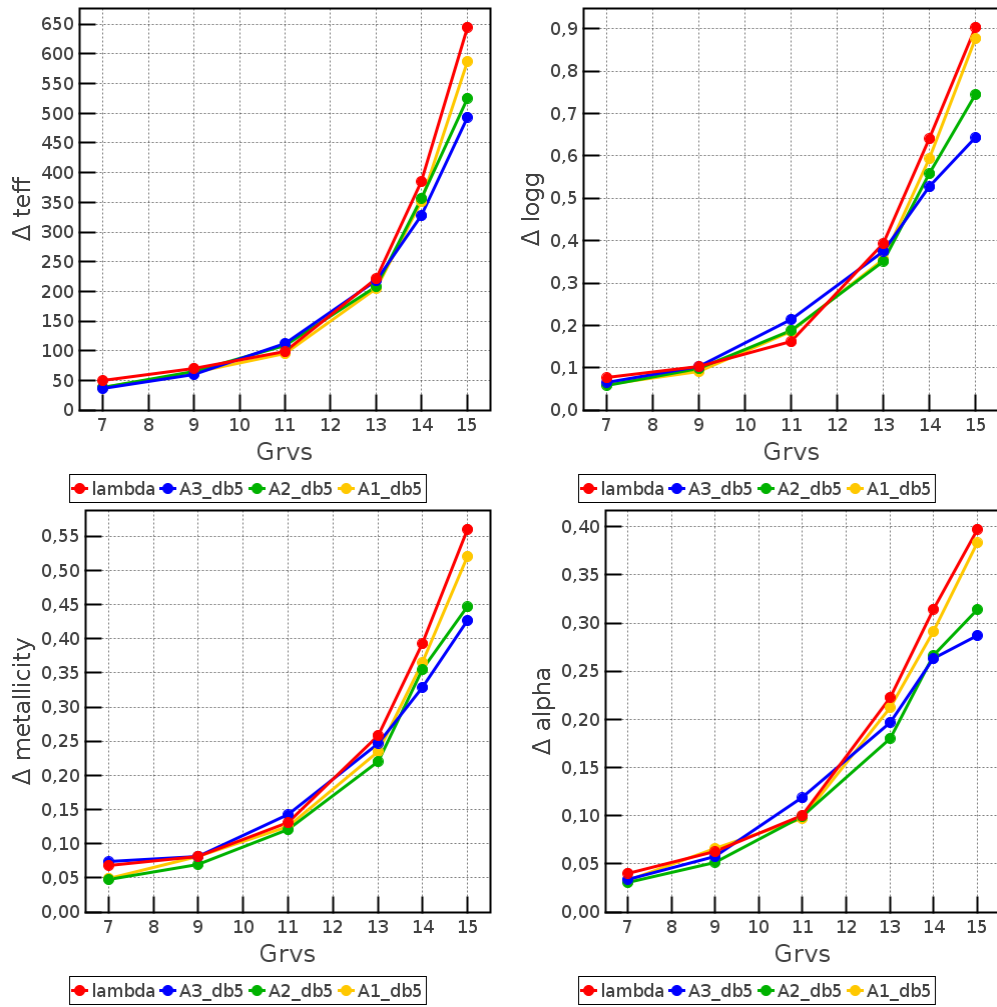 Δ teff
650
600
550
500
450
400
350
300
250
200
150
100
50
0
7 8 9 10 11 12 13 14 15
Grvs
lambda A3_db5 A2_db5 A1_db5
Δ logg
0,9
0,8
0,7
0,6
0,5
0,4
0,3
0,2
0,1
0,0
7 8 9 10 11 12 13 14 15
Grvs
lambda A3_db5 A2_db5 A1_db5
Δ metallicity
0,55
0,50
0,45
0,40
0,35
0,30
0,25
0,20
0,15
0,10
0,05
0,00
7 8 9 10 11 12 13 14 15
Grvs
lambda A3_db5 A2_db5 A1_db5
Δ alpha
0,40
0,35
0,30
0,25
0,20
0,15
0,10
0,05
0,00
7 8 9 10 11 12 13 14 15
Grvs
lambda A3_db5 A2_db5 A1_db5